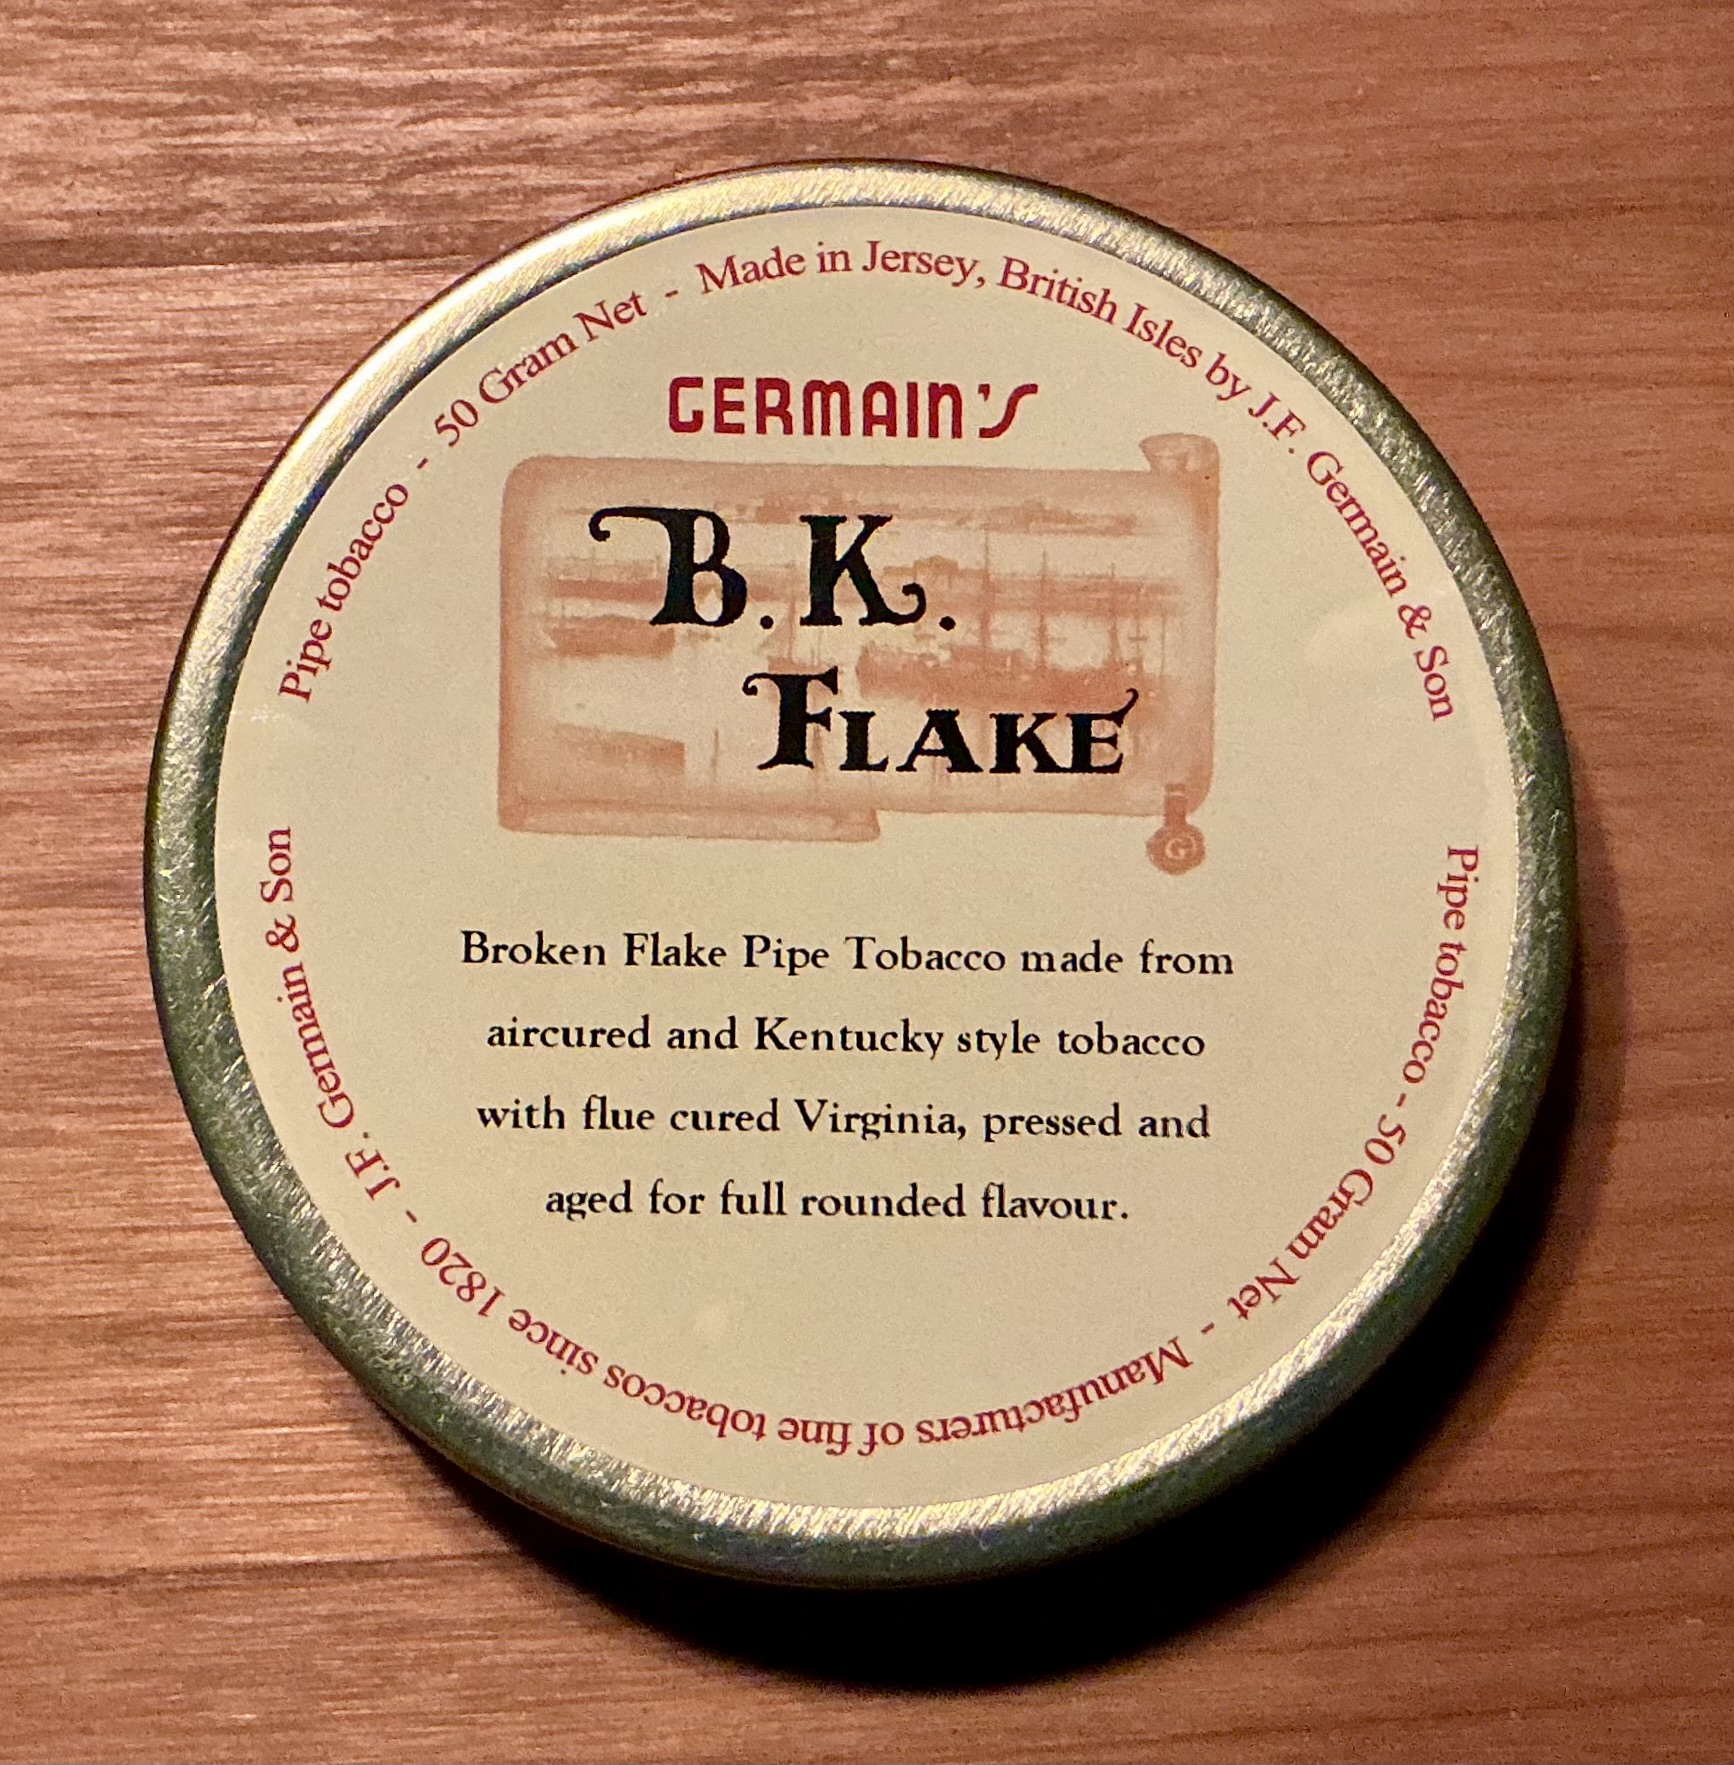 Pipe tobacco - 50 Gram Net - Made in Jersey, British Isles by J.F. Germain & Son
GERMAIN'S
B.K.
FLAKE
G
Broken Flake Pipe Tobacco made from
aircured and Kentucky style tobacco
with flue cured Virginia, pressed and
aged for full rounded flavour.
Pipe tobacco - 50 Gram Net - Manufacturers of fine tobaccos since 1820 - J.F. Germain & Son